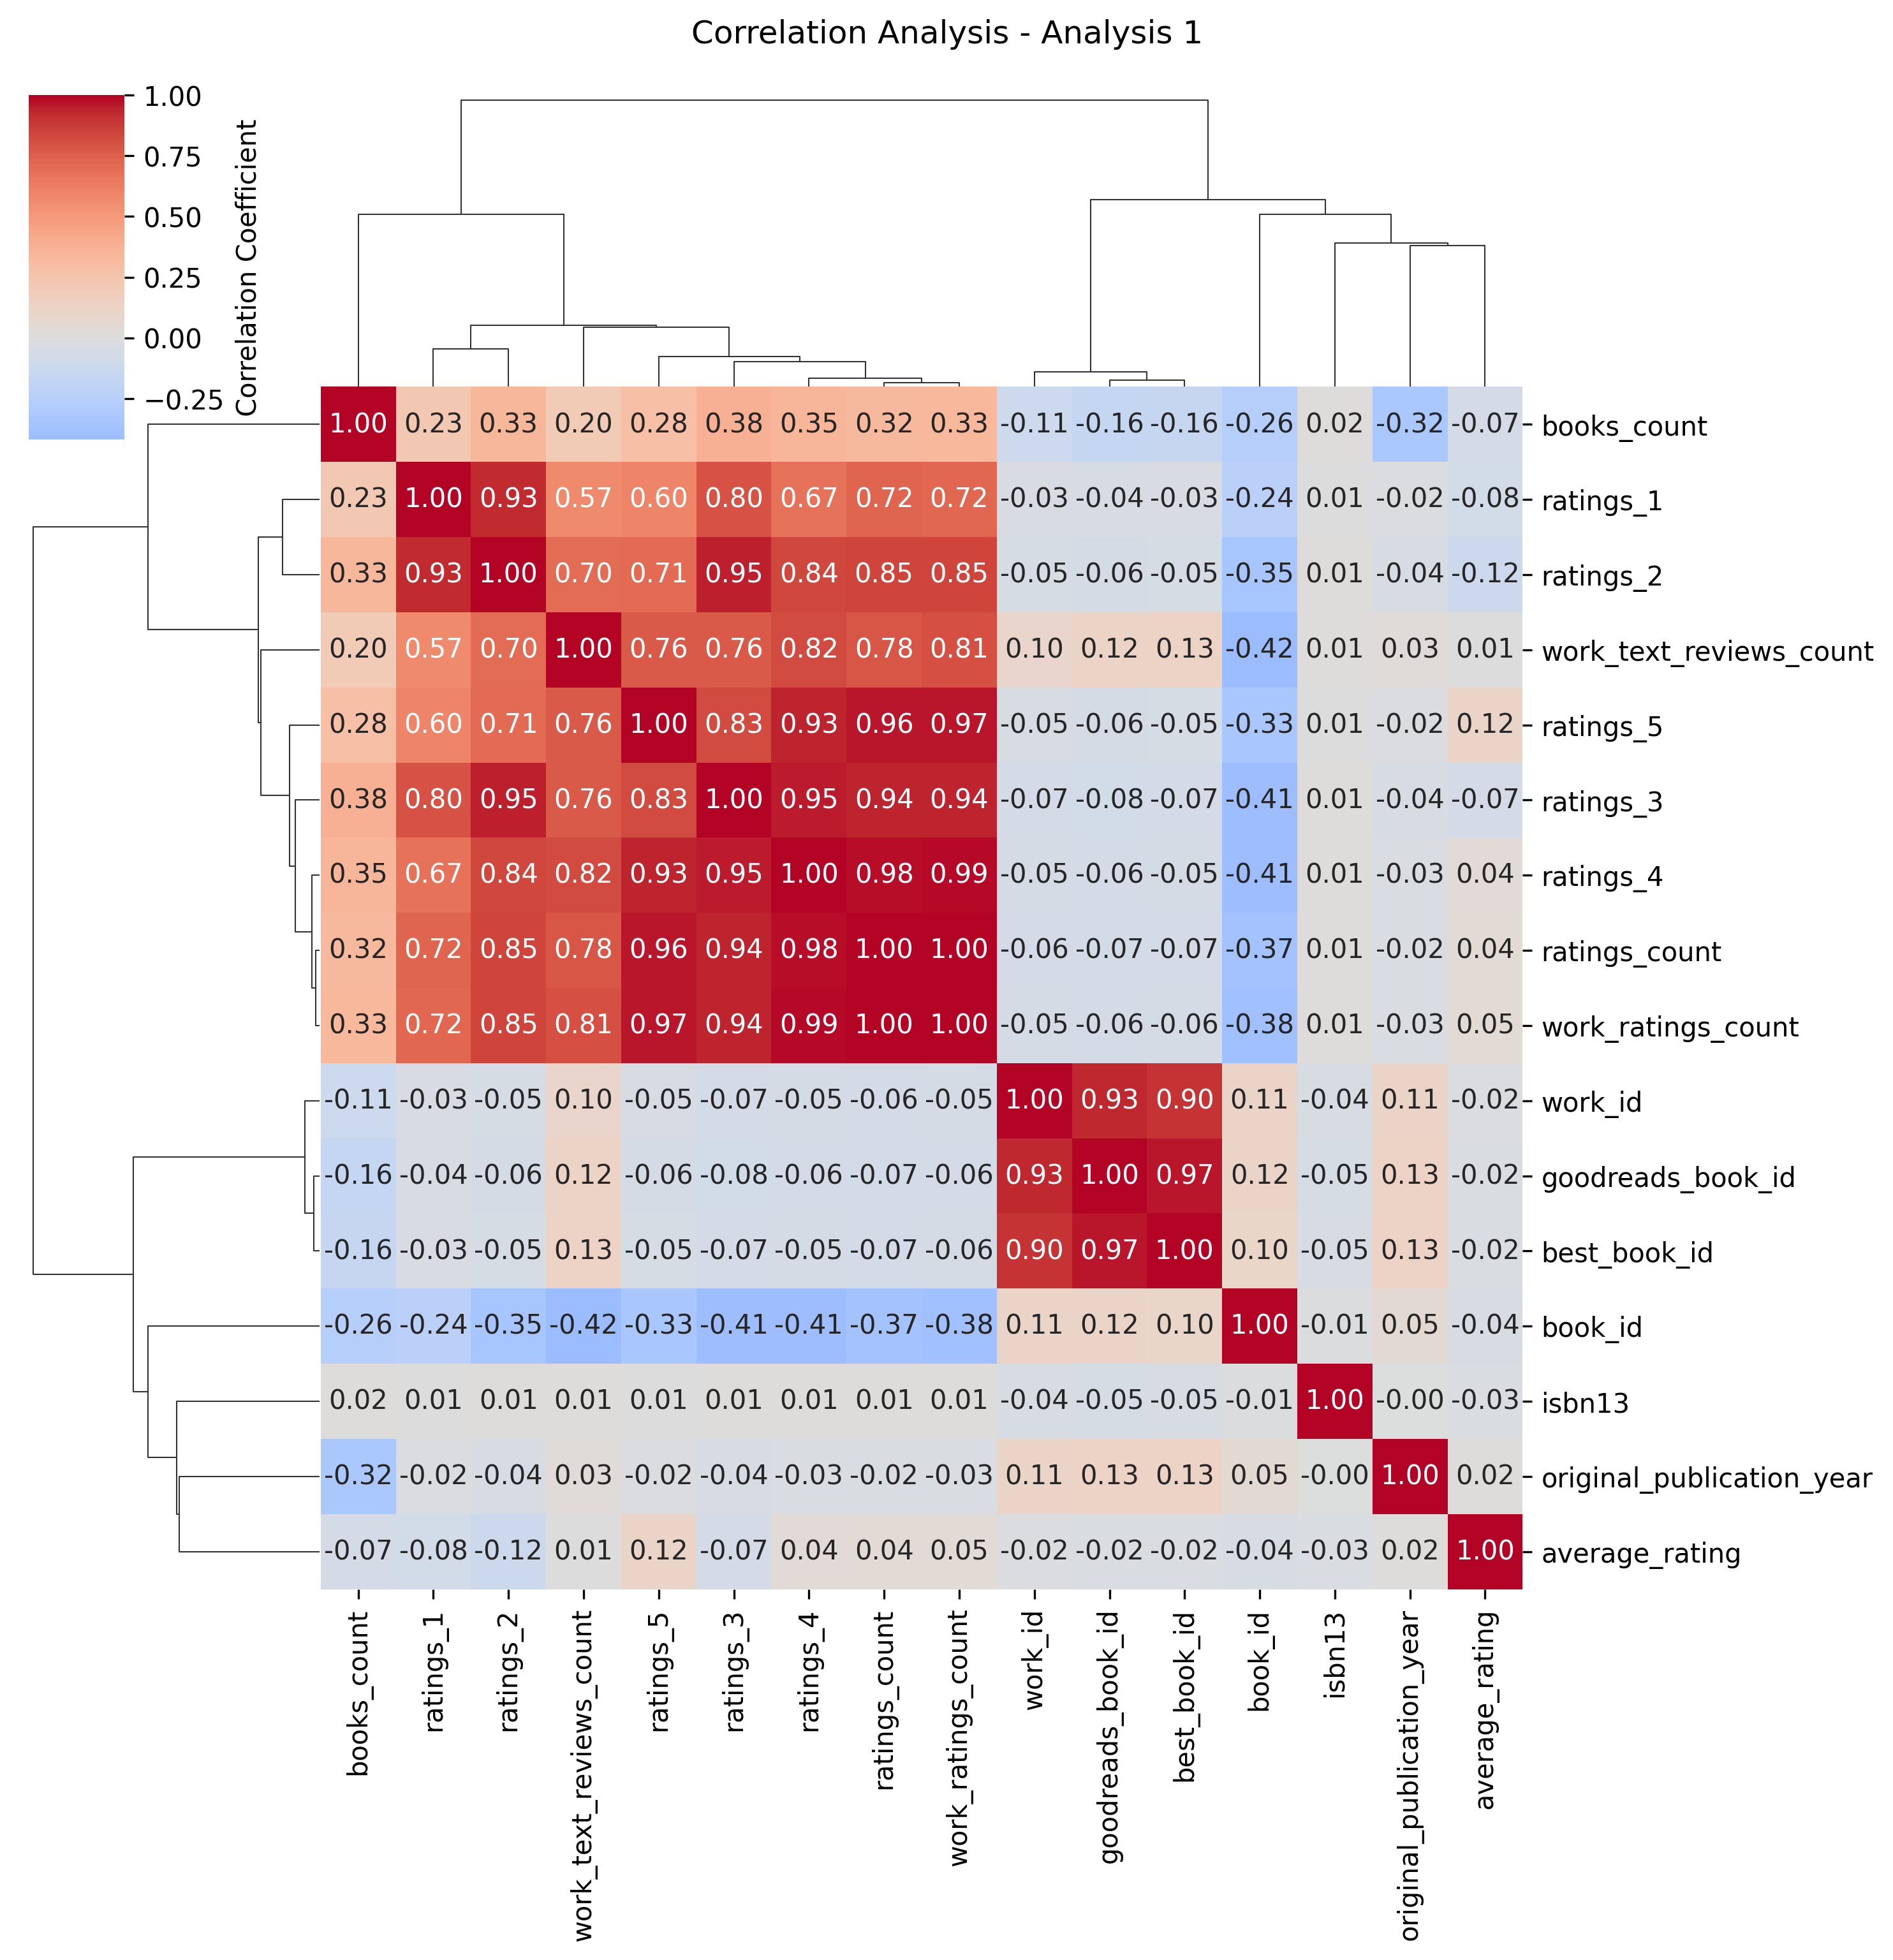 Correlation Analysis - Analysis 1
1.00
0.75
0.50
0.25
0.00
−0.25
Correlation Coefficient
1.00 0.23 0.33 0.20 0.28 0.38 0.35 0.32 0.33 -0.11 -0.16 -0.16 -0.26 0.02 -0.32 -0.07 books_count
0.23 1.00 0.93 0.57 0.60 0.80 0.67 0.72 0.72 -0.03 -0.04 -0.03 -0.24 0.01 -0.02 -0.08 ratings_1
0.33 0.93 1.00 0.70 0.71 0.95 0.84 0.85 0.85 -0.05 -0.06 -0.05 -0.35 0.01 -0.04 -0.12 ratings_2
0.20 0.57 0.70 1.00 0.76 0.76 0.82 0.78 0.81 0.10 0.12 0.13 -0.42 0.01 0.03 0.01 work_text_reviews_count
0.28 0.60 0.71 0.76 1.00 0.83 0.93 0.96 0.97 -0.05 -0.06 -0.05 -0.33 0.01 -0.02 0.12 ratings_5
0.38 0.80 0.95 0.76 0.83 1.00 0.95 0.94 0.94 -0.07 -0.08 -0.07 -0.41 0.01 -0.04 -0.07 ratings_3
0.35 0.67 0.84 0.82 0.93 0.95 1.00 0.98 0.99 -0.05 -0.06 -0.05 -0.41 0.01 -0.03 0.04 ratings_4
0.32 0.72 0.85 0.78 0.96 0.94 0.98 1.00 1.00 -0.06 -0.07 -0.07 -0.37 0.01 -0.02 0.04 ratings_count
0.33 0.72 0.85 0.81 0.97 0.94 0.99 1.00 1.00 -0.05 -0.06 -0.06 -0.38 0.01 -0.03 0.05 work_ratings_count
-0.11 -0.03 -0.05 0.10 -0.05 -0.07 -0.05 -0.06 -0.05 1.00 0.93 0.90 0.11 -0.04 0.11 -0.02 work_id
-0.16 -0.04 -0.06 0.12 -0.06 -0.08 -0.06 -0.07 -0.06 0.93 1.00 0.97 0.12 -0.05 0.13 -0.02 goodreads_book_id
-0.16 -0.03 -0.05 0.13 -0.05 -0.07 -0.05 -0.07 -0.06 0.90 0.97 1.00 0.10 -0.05 0.13 -0.02 best_book_id
-0.26 -0.24 -0.35 -0.42 -0.33 -0.41 -0.41 -0.37 -0.38 0.11 0.12 0.10 1.00 -0.01 0.05 -0.04 book_id
0.02 0.01 0.01 0.01 0.01 0.01 0.01 0.01 0.01 -0.04 -0.05 -0.05 -0.01 1.00 -0.00 -0.03 isbn13
-0.32 -0.02 -0.04 0.03 -0.02 -0.04 -0.03 -0.02 -0.03 0.11 0.13 0.13 0.05 -0.00 1.00 0.02 original_publication_year
-0.07 -0.08 -0.12 0.01 0.12 -0.07 0.04 0.04 0.05 -0.02 -0.02 -0.02 -0.04 -0.03 0.02 1.00 average_rating
books_count
ratings_1
ratings_2
work_text_reviews_count
ratings_5
ratings_3
ratings_4
ratings_count
work_ratings_count
work_id
goodreads_book_id
best_book_id
book_id
isbn13
original_publication_year
average_rating